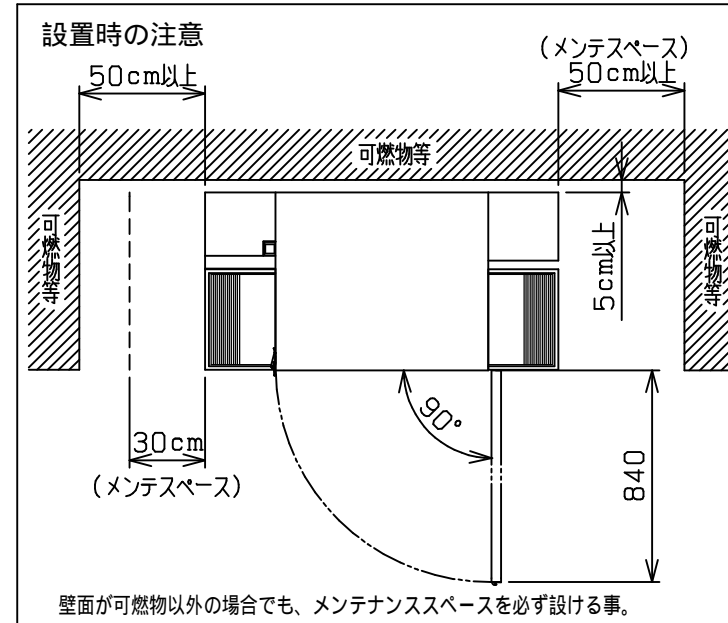 設置時の注意
(メンテスペース)
50cm以上
50cm以上
可燃物等
可燃物等
可燃物等
5cm以上
90°
30cm
(メンテスペース)
840
壁面が可燃物以外の場合でも、メンテナンススペースを必ず設ける事。